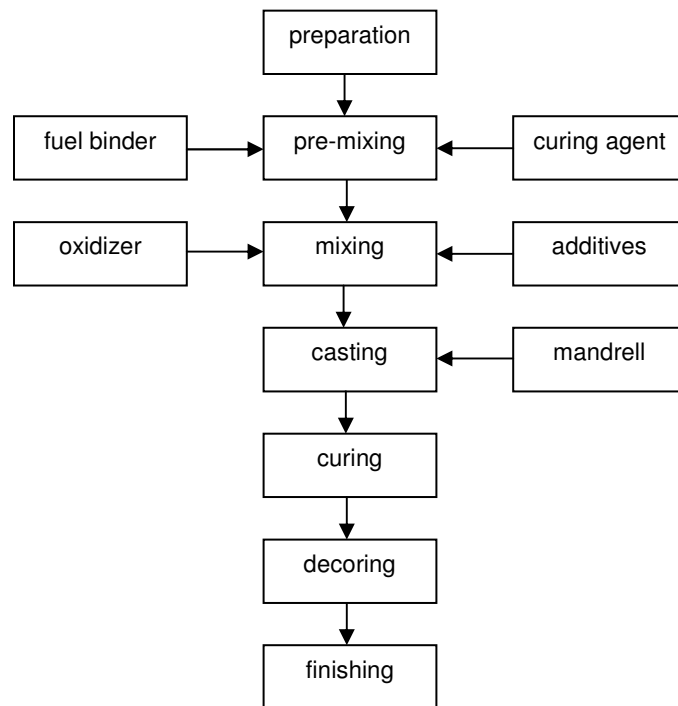 preparation
fuel binder
pre-mixing
curing agent
oxidizer
mixing
additives
casting
mandrell
curing
decoring
finishing